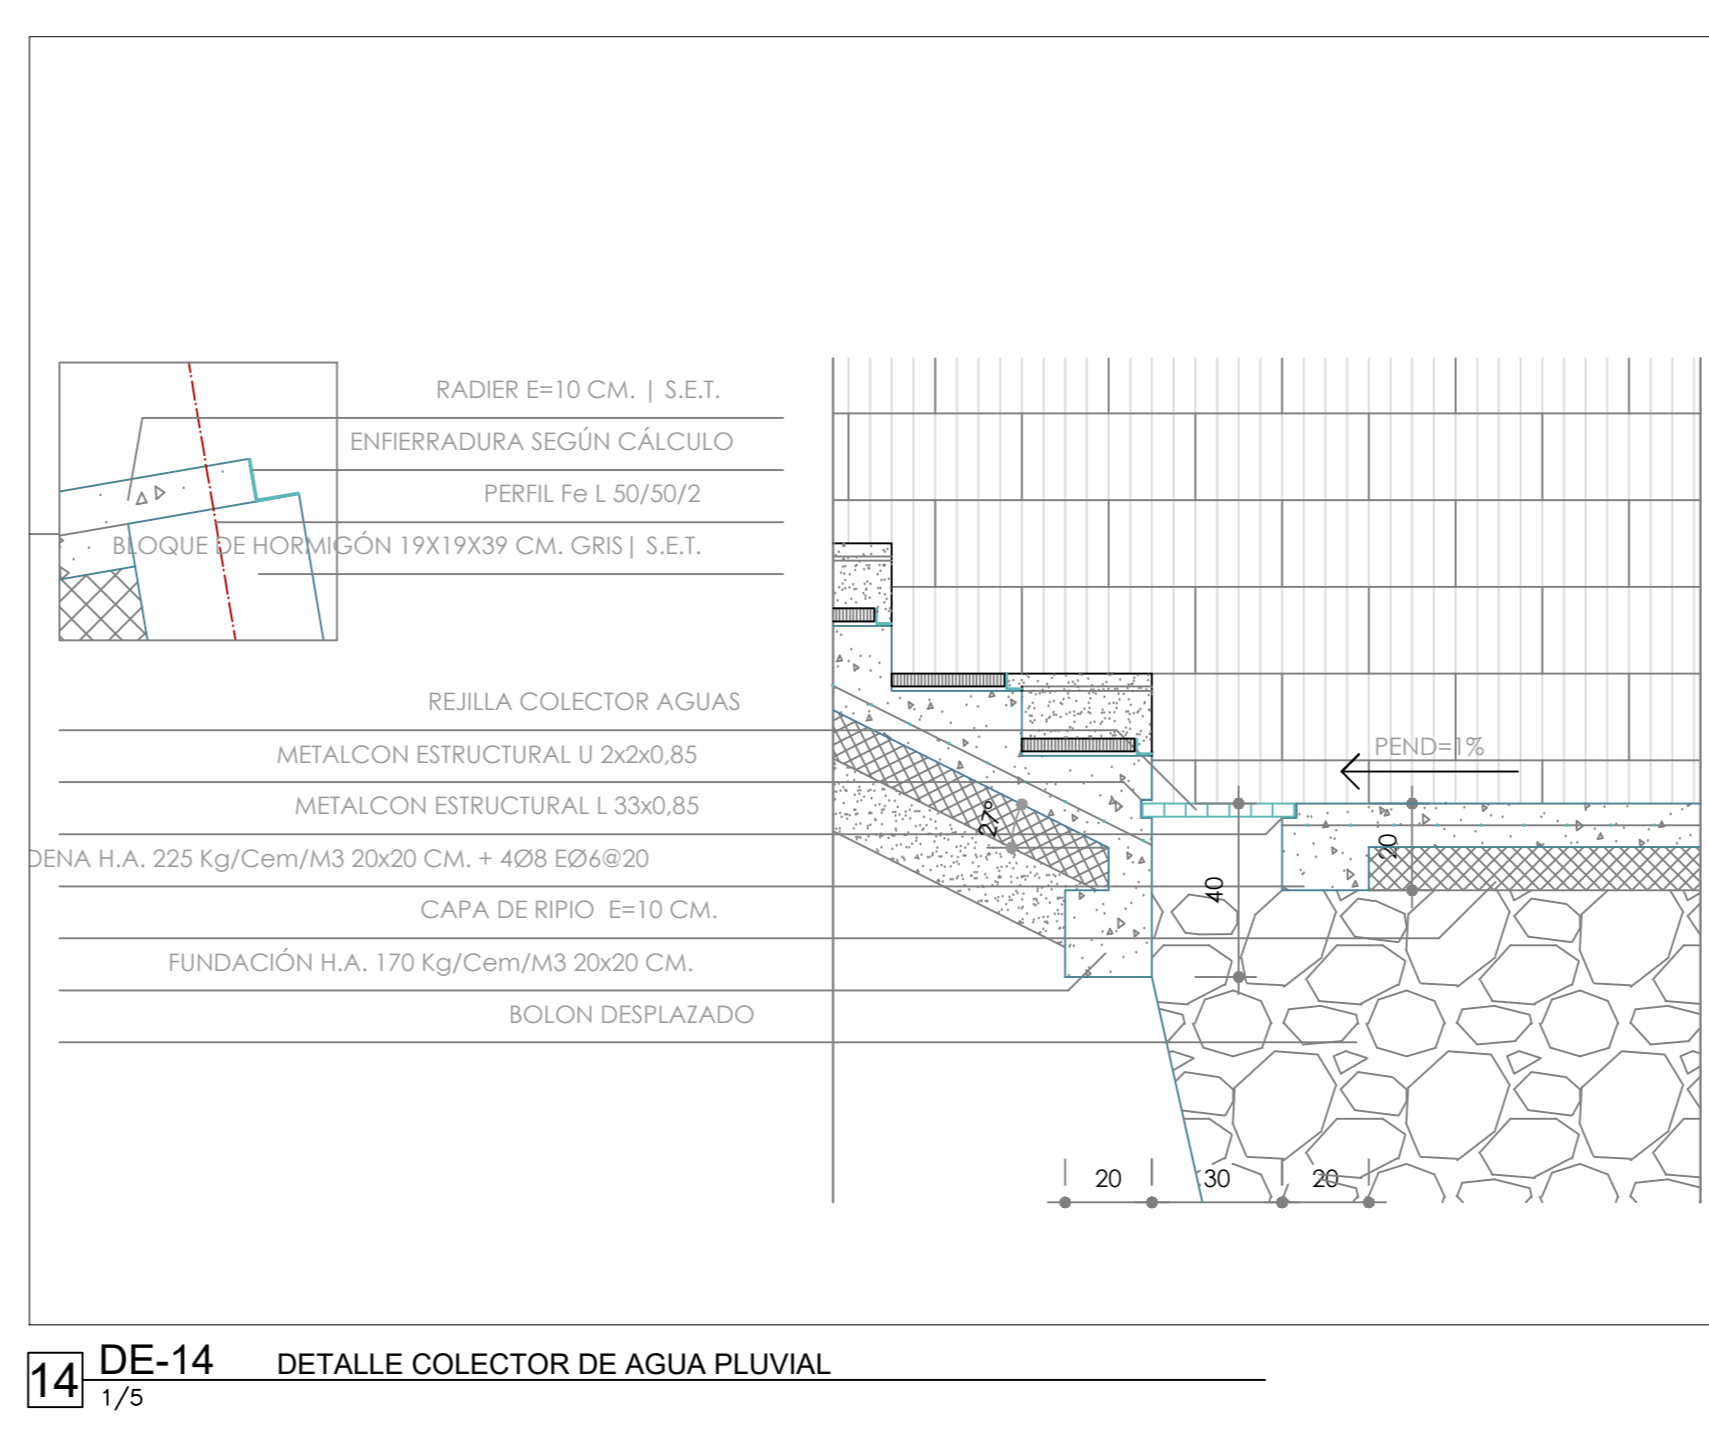 RADIER E=10 CM. | S.E.T.
ENFIERRADURA SEGÚN CÁLCULO
PERFIL Fe L 50/50/2
BLOQUE DE HORMIGÓN 19X19X39 CM. GRIS| S.E.T.
REJILLA COLECTOR AGUAS
METALCON ESTRUCTURAL U 2x2x0,85
METALCON ESTRUCTURAL L 33x0,85
DENA H.A. 225 Kg/Cem/M3 20x20 CM. + 4Ø8 EØ6@20
CAPA DE RIPIO E=10 CM.
FUNDACIÓN H.A. 170 Kg/Cem/M3 20x20 CM.
BOLON DESPLAZADO
PEND=1%
27°
20
40
20
30
20
14
DE-14
DETALLE COLECTOR DE AGUA PLUVIAL
1/5